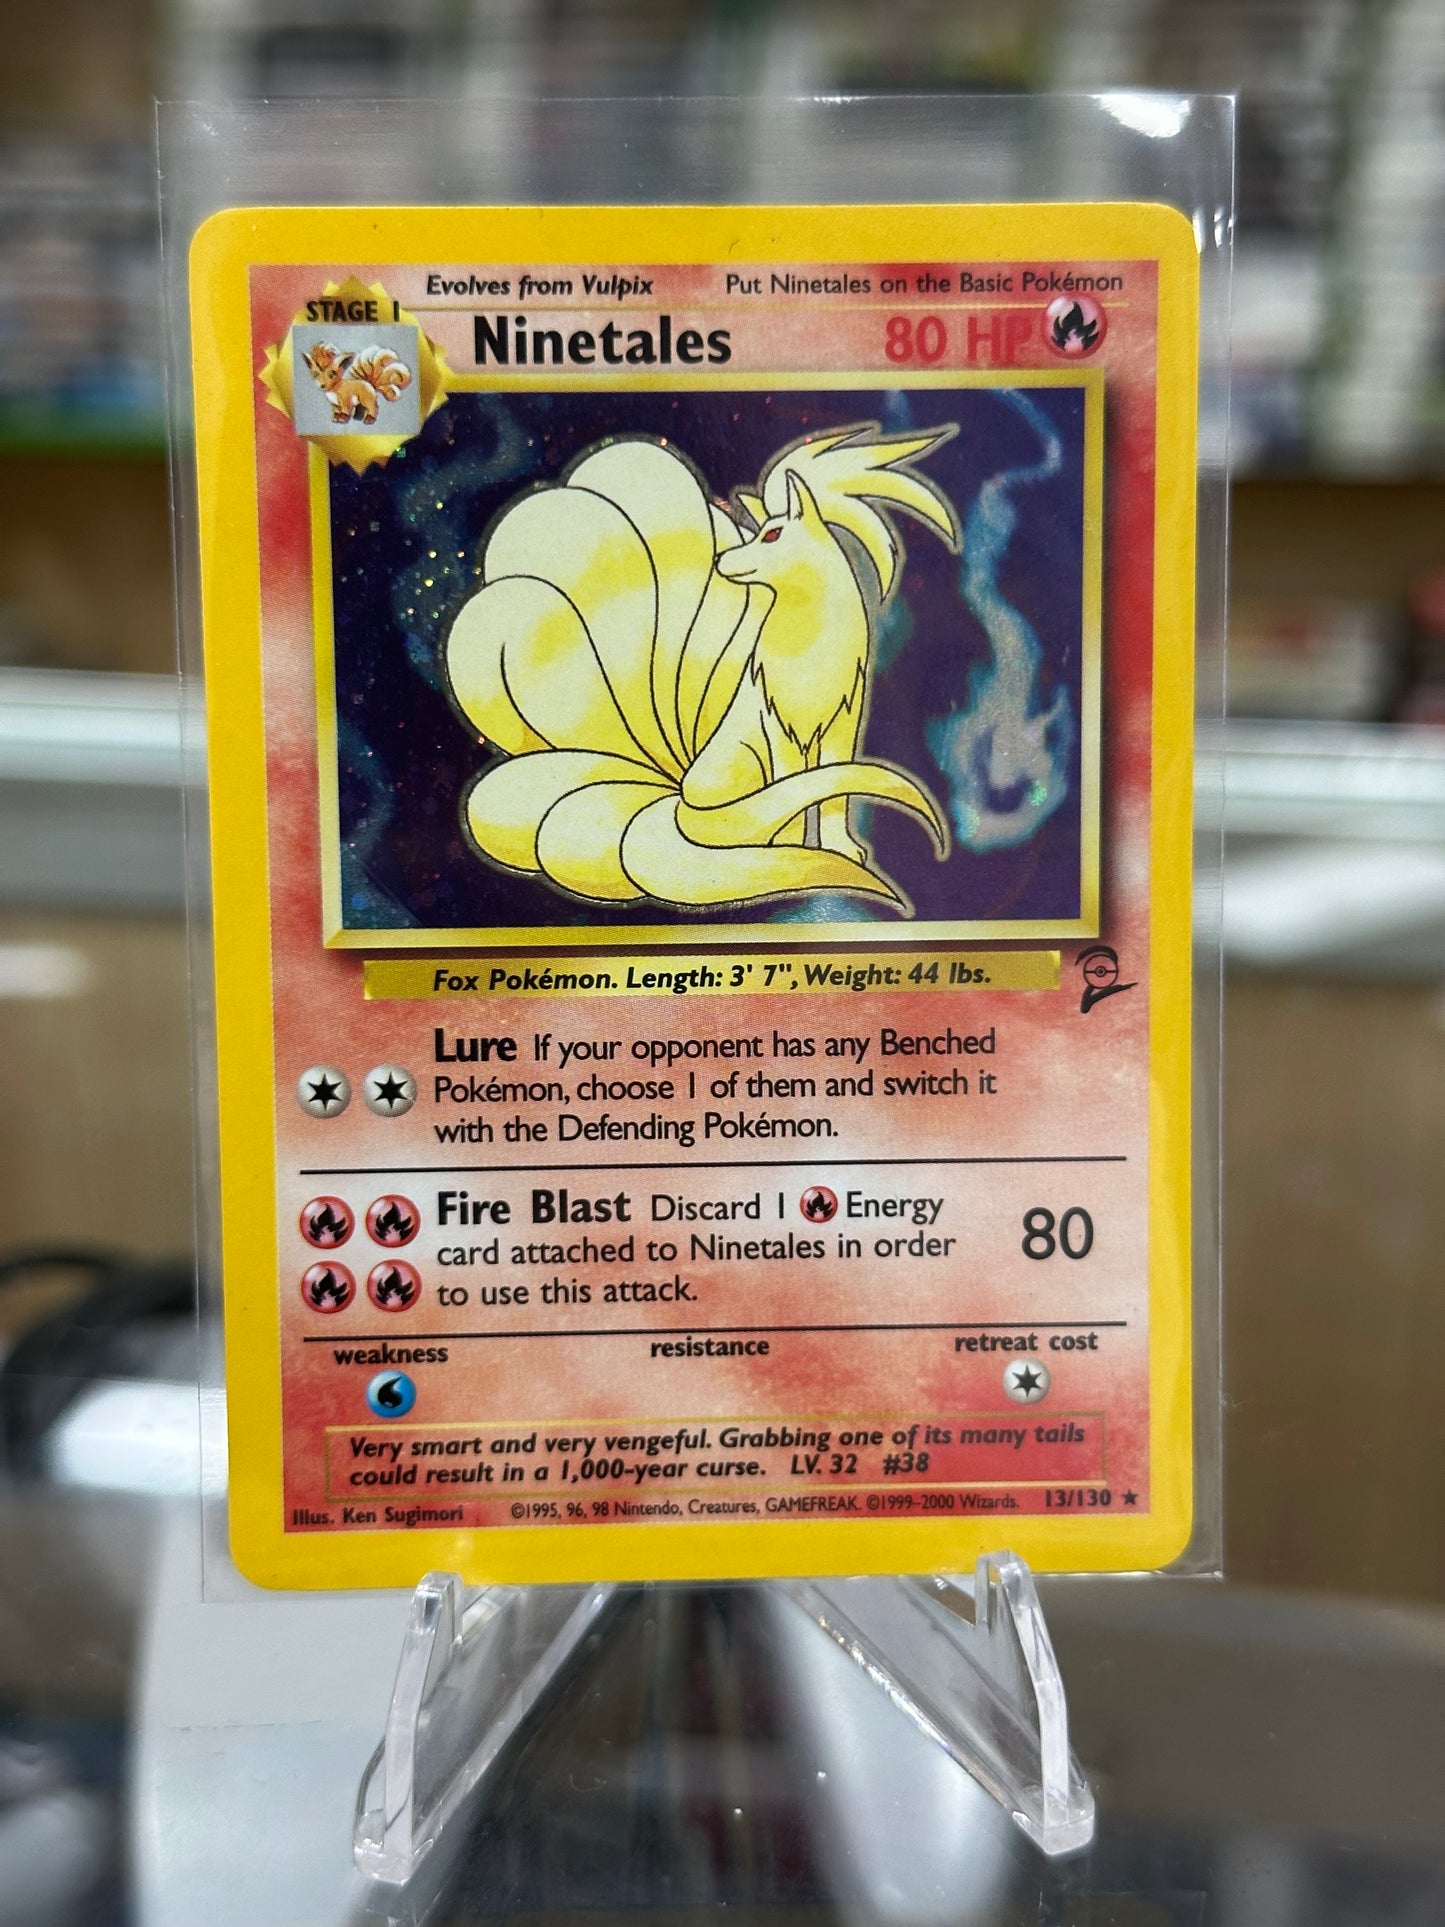 Evolves from Vulpix Put Ninetales on the Basic Pokémon
STAGE 1
Ninetales 80 HP
Fox Pokémon. Length: 3' 7", Weight: 44 lbs.
Lure If your opponent has any Benched
Pokémon, choose 1 of them and switch it
with the Defending Pokémon.
Fire Blast Discard 1 Energy
card attached to Ninetales in order
to use this attack.
80
weakness resistance retreat cost
Very smart and very vengeful. Grabbing one of its many tails
could result in a 1,000-year curse. LV. 32 #38
Illus. Ken Sugimori ©1995, 96, 98 Nintendo, Creatures, GAMEFREAK. ©1999-2000 Wizards. 13/130 ★